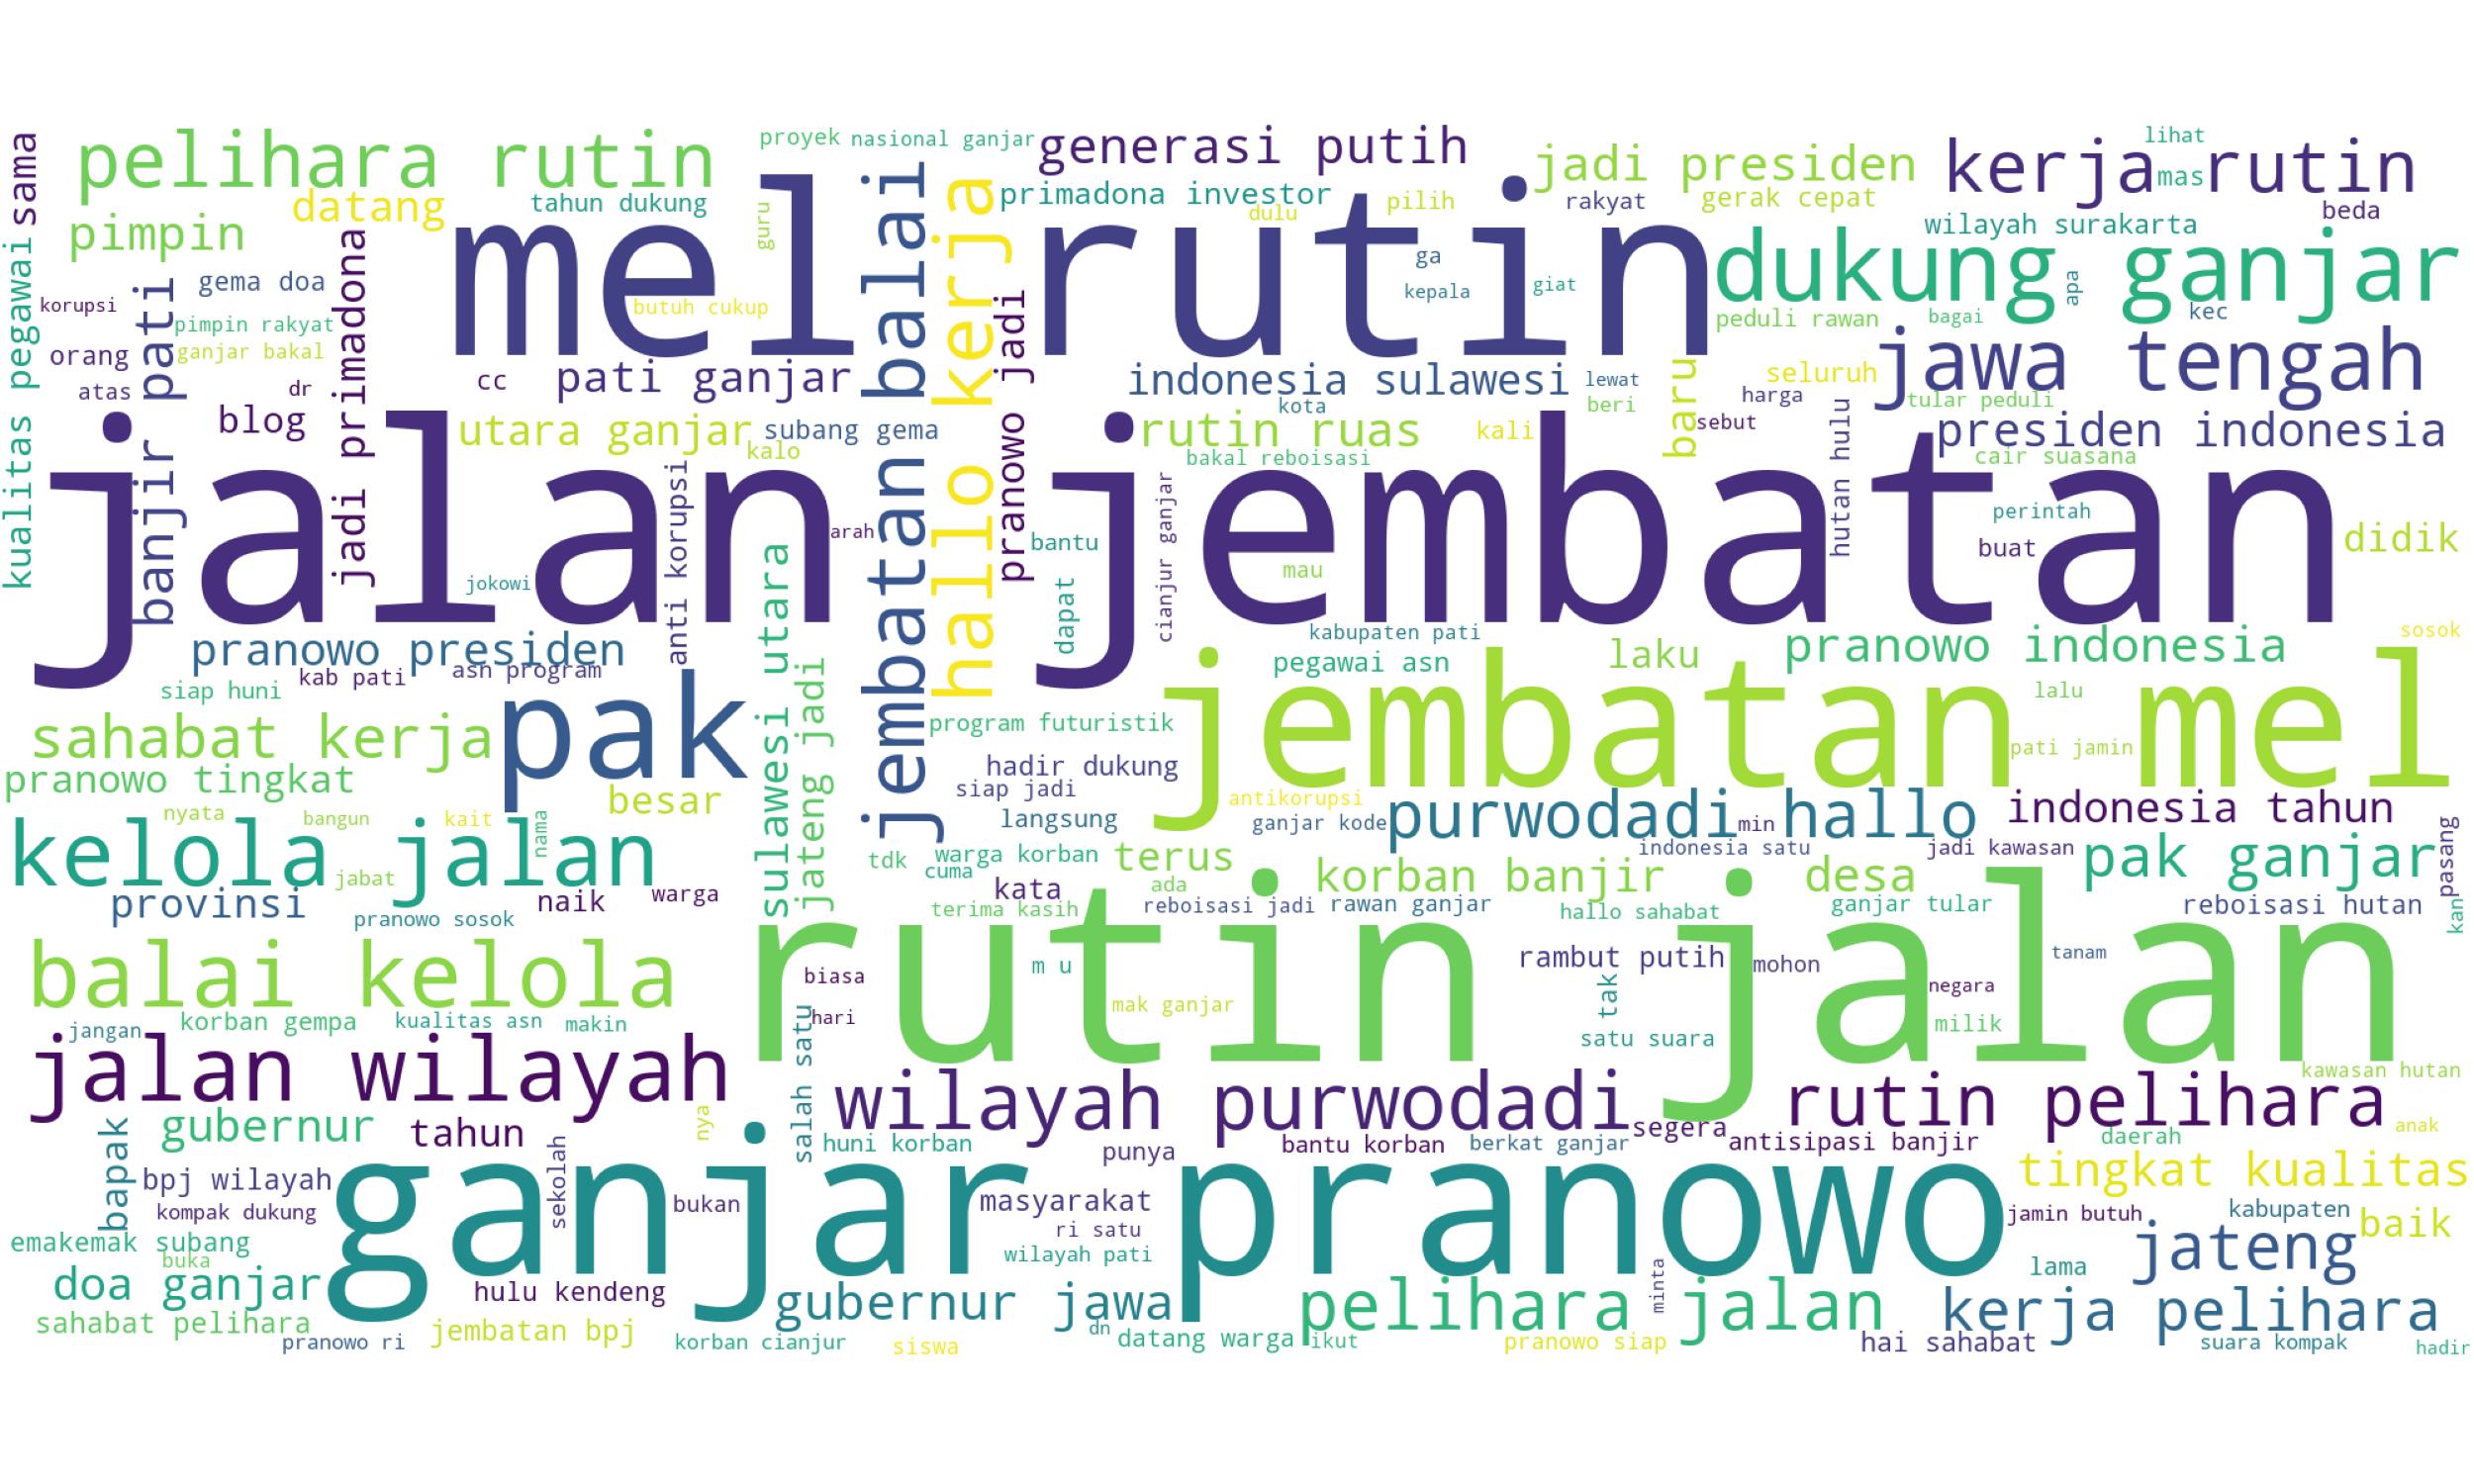 pelihara rutin
proyek
nasional ganjar
generasi putih
jadi presiden
kerja rutin
lihat
mas
sama
datang
tahun dukung
guru
primadona investor
dulu
pilih
rakyat
gerak cepat
beda
wilayah surakarta
pimpin
mel rutin
dukung ganjar
kualitas pegawai
banjir pati
gema doa
jadi primadona
butuh cukup
jembatan balai
hallo kerja
pranowo jadi
ga
kepala
giat
apa
kec
korupsi
pimpin rakyat
peduli rawan
bagai
orang
ganjar bakal
atas
dr
cc
pati ganjar
indonesia sulawesi
lewat
baru
seluruh
jawa tengah
kota
beri
harga
tular peduli
blog
utara ganjar
subang gema
kalo
rutin ruas
kali
sebut
hutan hulu
presiden indonesia
bakal reboisasi
cair suasana
jalan jembatan
anti korupsi
arah
cianjur ganjar
bantu
perintah
buat
didik
jokowi
dapat
mau
sulawesi utara
pranowo presiden
kabupaten pati
sosok
kab pati
asn program
jateng jadi
pegawai asn
laku
pranowo indonesia
siap huni
pak
jembatan mel
lalu
sahabat kerja
program futuristik
pati jamin
pranowo tingkat
hadir dukung
siap jadi
besar
antikorupsi
nyata
bangun
kait
nama
langsung
ganjar kode
purwodadi hallo
min
indonesia tahun
kelola jalan
tdk
warga korban
cuma
terus
indonesia satu
jadi kawasan
pak ganjar
pasang
jabat
kata
ada
korban banjir
desa
provinsi
naik
warga
pranowo sosok
terima kasih
reboisasi jadi
rawan ganjar
hallo sahabat
ganjar tular
reboisasi hutan
kan
balai kelola
rutin jalan
biasa
m u
rambut putih
mohon
tanam
tak
negara
mak ganjar
jangan
korban gempa
kualitas asn
makin
hari
salah satu
satu suara
milik
jalan wilayah
wilayah purwodadi
rutin pelihara
kawasan hutan
bapak
gubernur
tahun
nya
huni korban
punya
bantu korban
berkat ganjar
segera
antisipasi banjir
daerah
anak
bpj wilayah
sekolah
ganjar pranowo
tingkat kualitas
kompak dukung
bukan
masyarakat
ri satu
jamin butuh
kabupaten
baik
emakemak subang
buka
wilayah pati
jateng
doa ganjar
hulu kendeng
gubernur jawa
minta
lama
pelihara jalan
kerja pelihara
sahabat pelihara
pranowo ri
jembatan bpj
korban cianjur
siswa
dn
datang warga
ikut
pranowo siap
hai sahabat
suara kompak
hadir